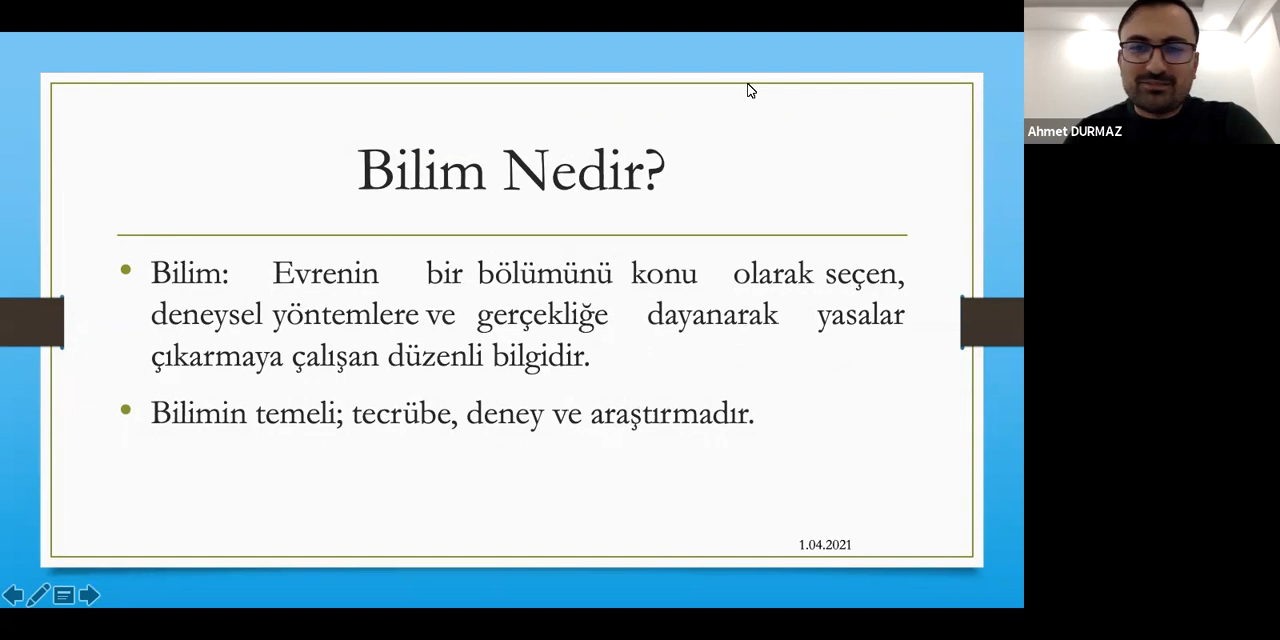 Bilim Nedir?
Bilim: Evrenin bir bölümünü konu olarak seçen,
deneysel yöntemlere ve gerçekliğe dayanarak yasalar
çıkarmaya çalışan düzenli bilgidir.
Bilimin temeli; tecrübe, deney ve araştırmadır.
1.04.2021
Ahmet DURMAZ